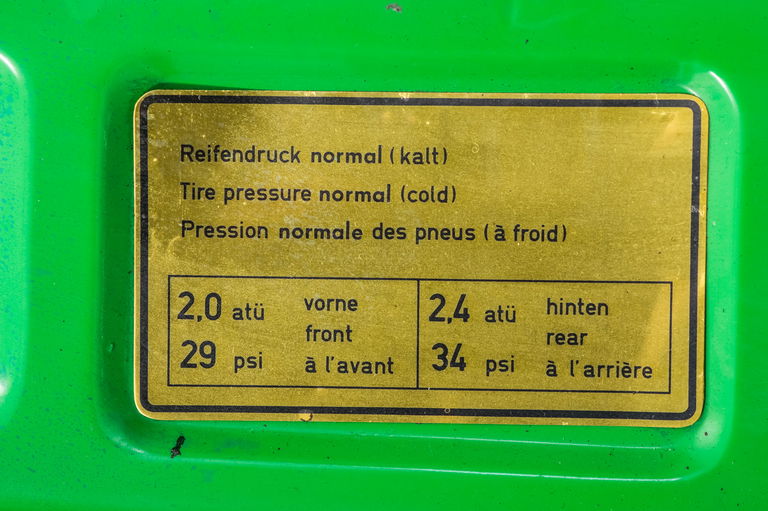 Reifendruck normal (kalt)
Tire pressure normal (cold)
Pression normale des pneus (à froid)
2,0 atü vorne
front
29 psi à l'avant
2,4 atü hinten
rear
34 psi à l'arrière